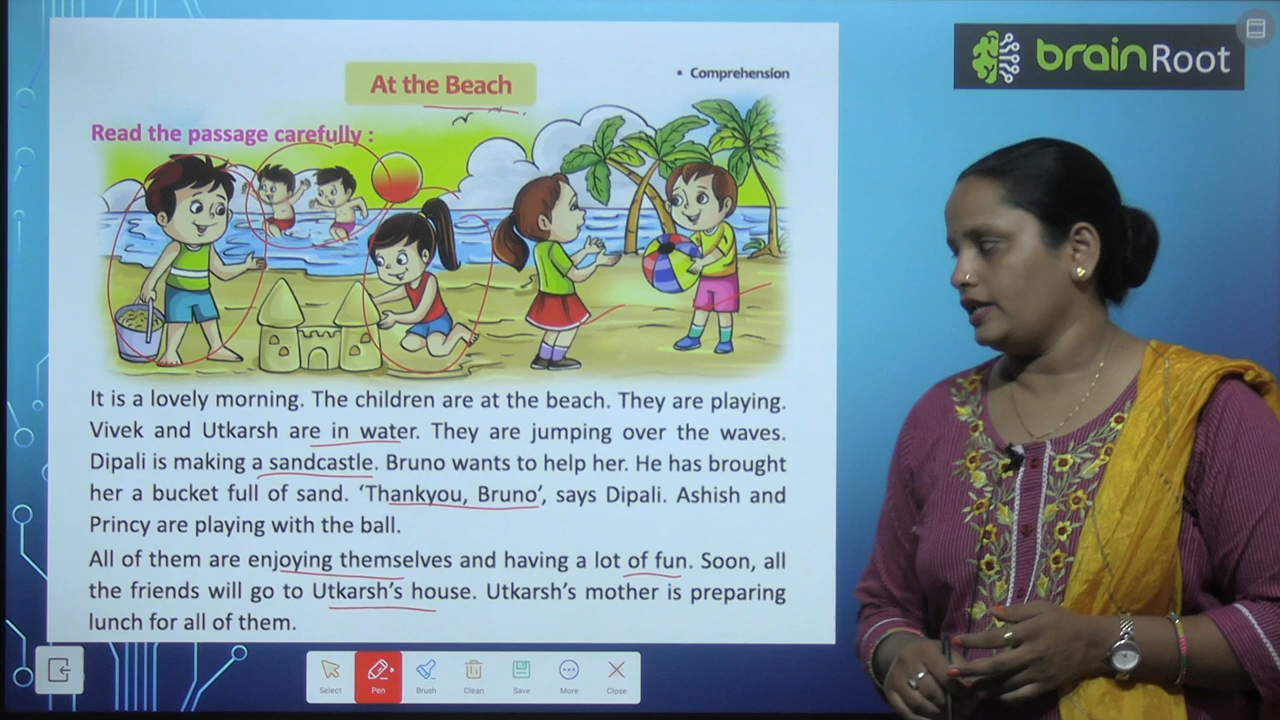 At the Beach
• Comprehension
brainRoot
Read the passage carefully :
It is a lovely morning. The children are at the beach. They are playing.
Vivek and Utkarsh are in water. They are jumping over the waves.
Dipali is making a sandcastle. Bruno wants to help her. He has brought
her a bucket full of sand. ‘Thankyou, Bruno’, says Dipali. Ashish and
Princy are playing with the ball.
All of them are enjoying themselves and having a lot of fun. Soon, all
the friends will go to Utkarsh’s house. Utkarsh’s mother is preparing
lunch for all of them.
Select Pen Brush Clean Save More Close